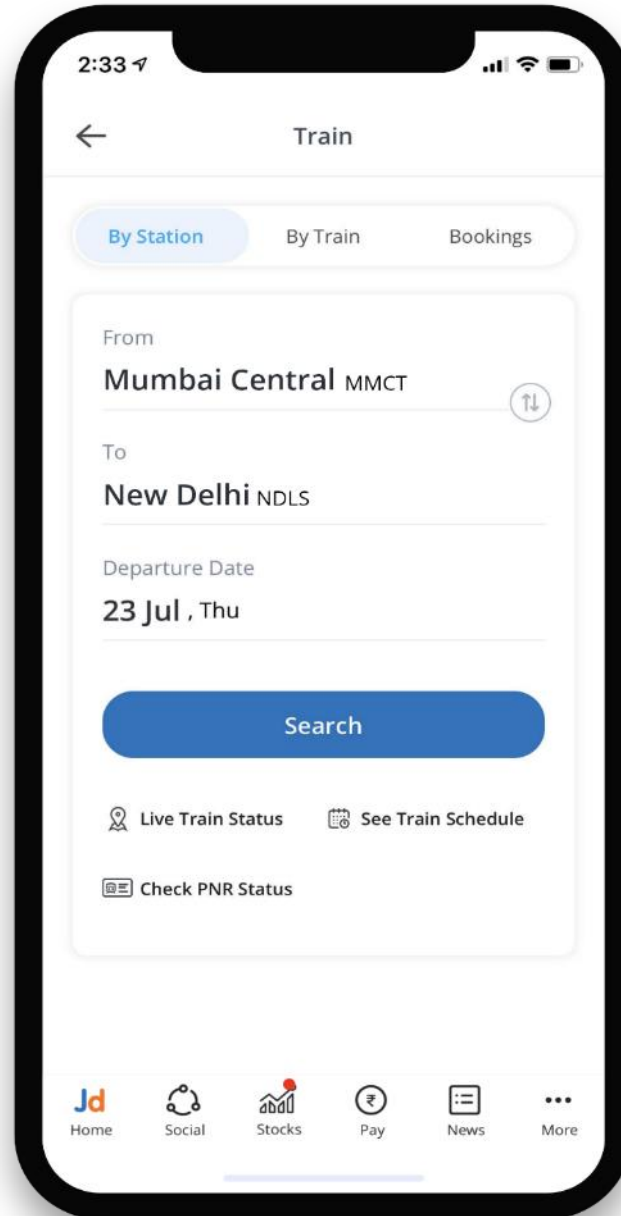 2:33
Train
By Station By Train Bookings
From
Mumbai Central MMCT
To
New Delhi NDLS
Departure Date
23 Jul , Thu
Search
Live Train Status See Train Schedule
Check PNR Status
Jd
Home Social Stocks Pay News More